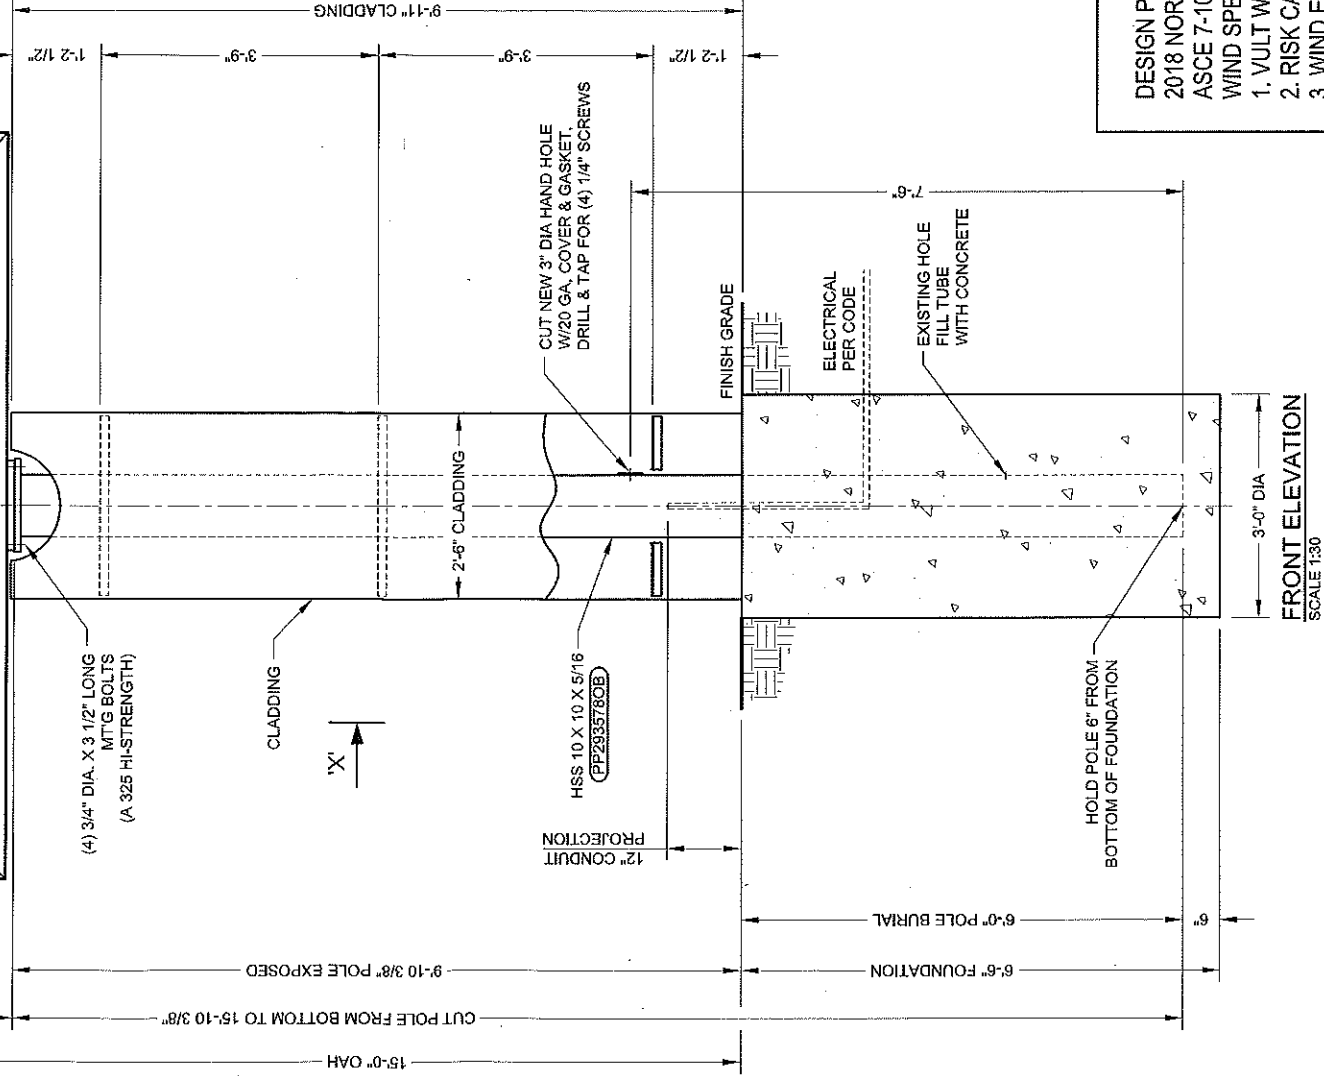 9'-11" CLADDING
1'-2 1/2"
3'-9"
3'-9"
1'-2 1/2"
(4) 3/4" DIA. X 3 1/2" LONG
MT'G BOLTS
(A 325 HI-STRENGTH)
CLADDING
'X'
2'-6" CLADDING
CUT NEW 3" DIA HAND HOLE
W/20 GA. COVER & GASKET,
DRILL & TAP FOR (4) 1/4" SCREWS
HSS 10 X 10 X 5/16
PP293578OB
12" CONDUIT
PROJECTION
FINISH GRADE
ELECTRICAL
PER CODE
EXISTING HOLE
FILL TUBE
WITH CONCRETE
7'-6"
HOLD POLE 6" FROM
BOTTOM OF FOUNDATION
3'-0" DIA
FRONT ELEVATION
SCALE 1:30
6'-0" POLE BURIAL
6"
9'-10 3/8" POLE EXPOSED
6'-6" FOUNDATION
CUT POLE FROM BOTTOM TO 15'-10 3/8"
15'-0" OAH
DESIGN P
2018 NOR
ASCE 7-10
WIND SPE
1. VULT W
2. RISK CA
3. WIND E